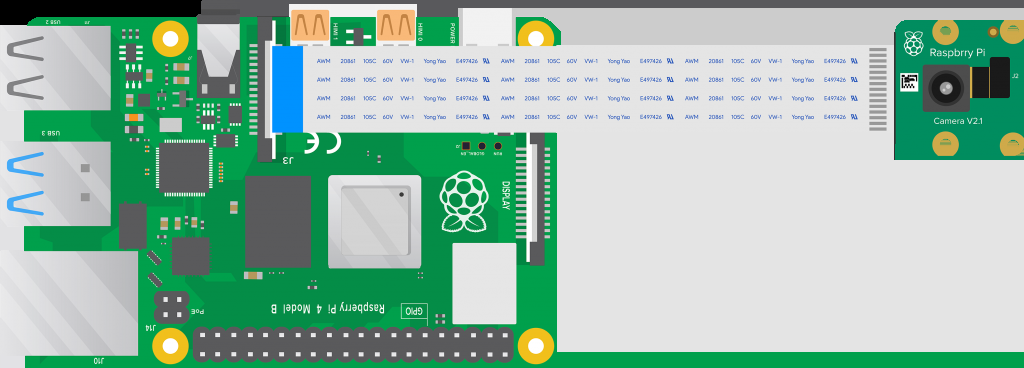 USB 2
J7
HMI 1
HMI 0
POWER
AWM 20861 105C 60V VW-1 Yong Yao E497426 AWM 20861 105C 60V VW-1 Yong Yao E497426 AWM 20861 105C 60V VW-1 Yong Yao E497426
AWM 20861 105C 60V VW-1 Yong Yao E497426 AWM 20861 105C 60V VW-1 Yong Yao E497426 AWM 20861 105C 60V VW-1 Yong Yao E497426
AWM 20861 105C 60V VW-1 Yong Yao E497426 AWM 20861 105C 60V VW-1 Yong Yao E497426 AWM 20861 105C 60V VW-1 Yong Yao E497426
AWM 20861 105C 60V VW-1 Yong Yao E497426 AWM 20861 105C 60V VW-1 Yong Yao E497426 AWM 20861 105C 60V VW-1 Yong Yao E497426
Raspbrry Pi
J2
Camera V2.1
USB 3
CE
J3
J2
GLOBAL_EN
RUN
DISPLAY
PoE
J14
Raspberry Pi 4 Model B
GPIO
J10